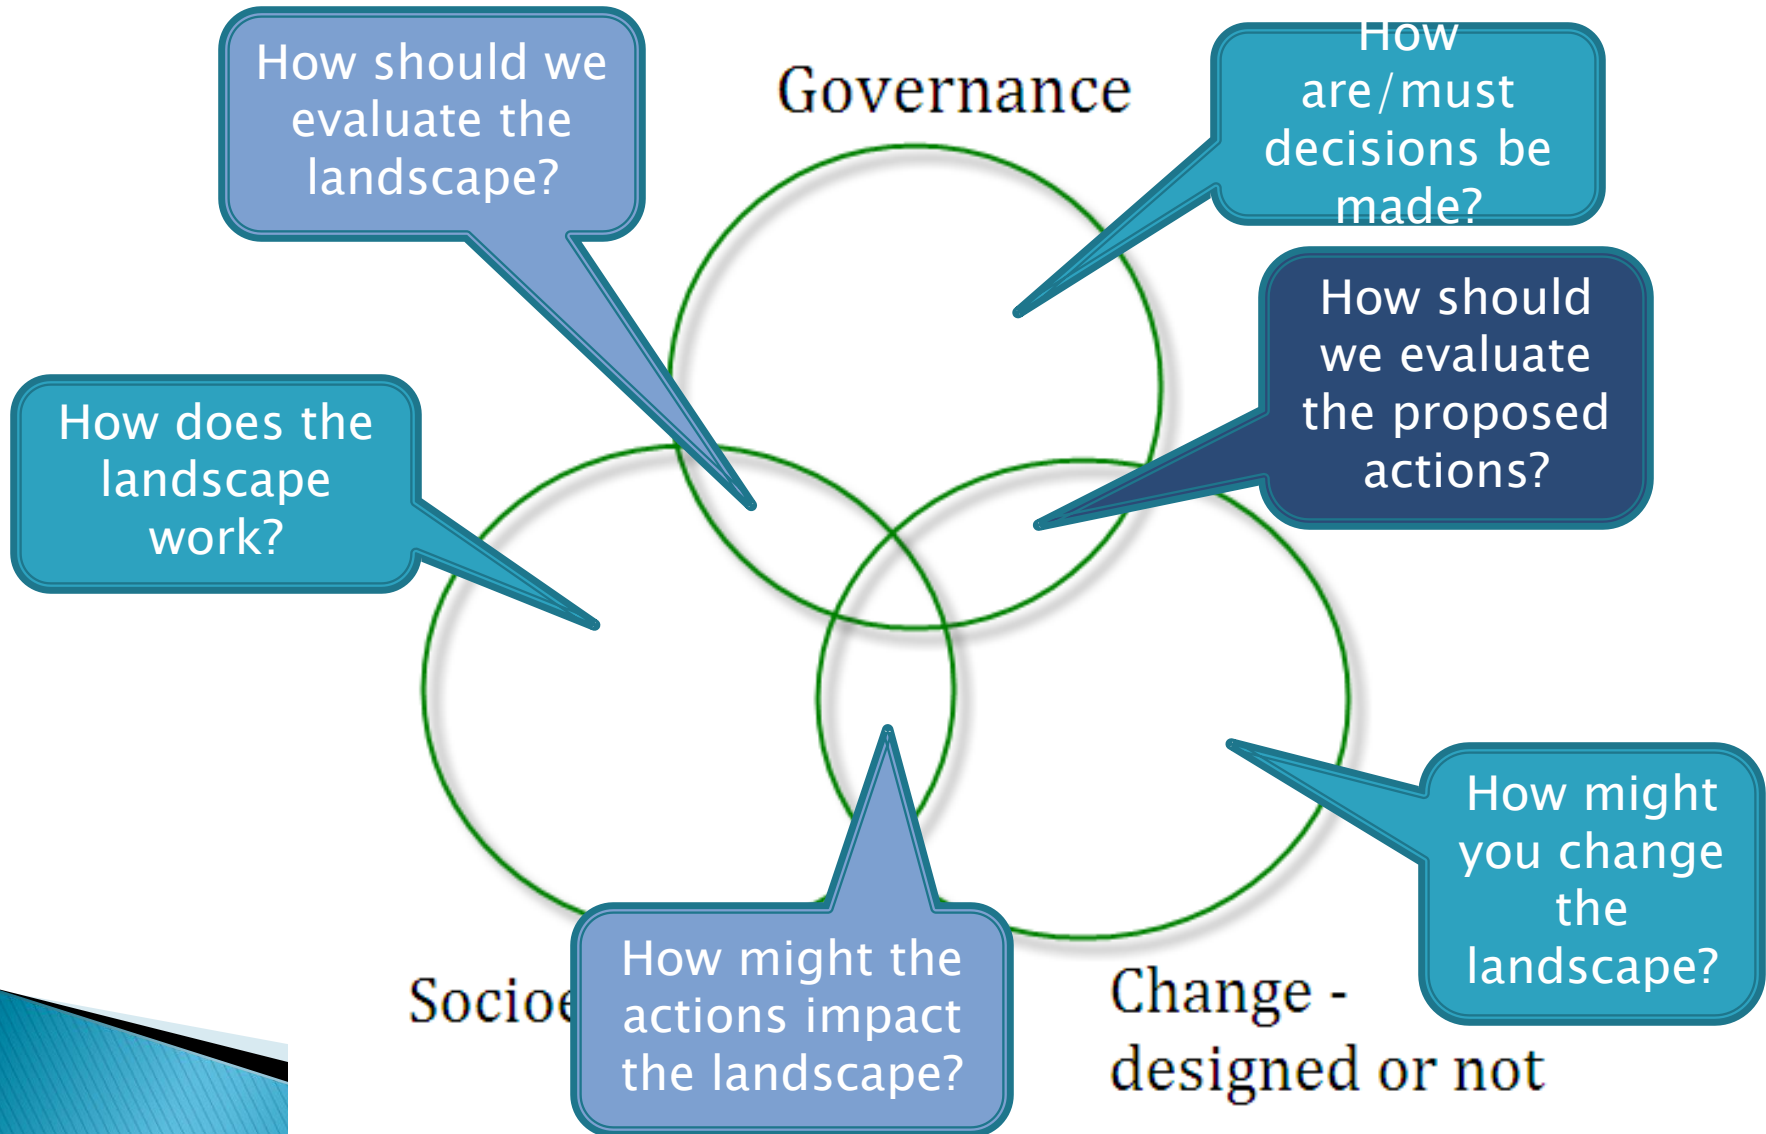 How should we
evaluate the
landscape?
Governance
How
are/must
decisions be
made?
How should
we evaluate
the proposed
actions?
How does the
landscape
work?
How might
you change
the
landscape?
How might the
actions impact
the landscape?
Change -
designed or not